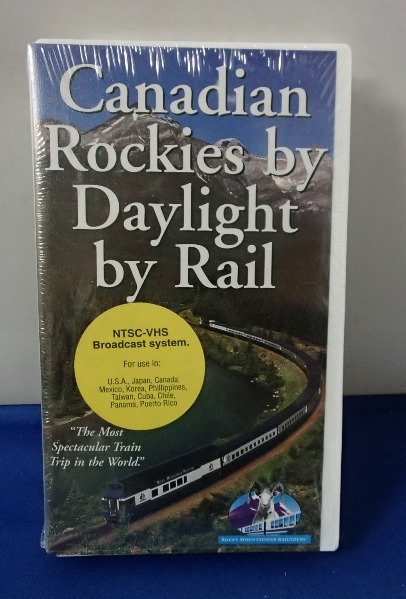 Canadian
Rockies by
Daylight
by Rail
NTSC-VHS
Broadcast system.
For use in:
U.S.A., Japan, Canada
Mexico, Korea, Phillippines,
Taiwan, Cuba, Chile,
Panama, Puerto Rico
"The Most
Spectacular Train
Trip in the World."
ROCKY MOUNTAINEER RAILTOURS